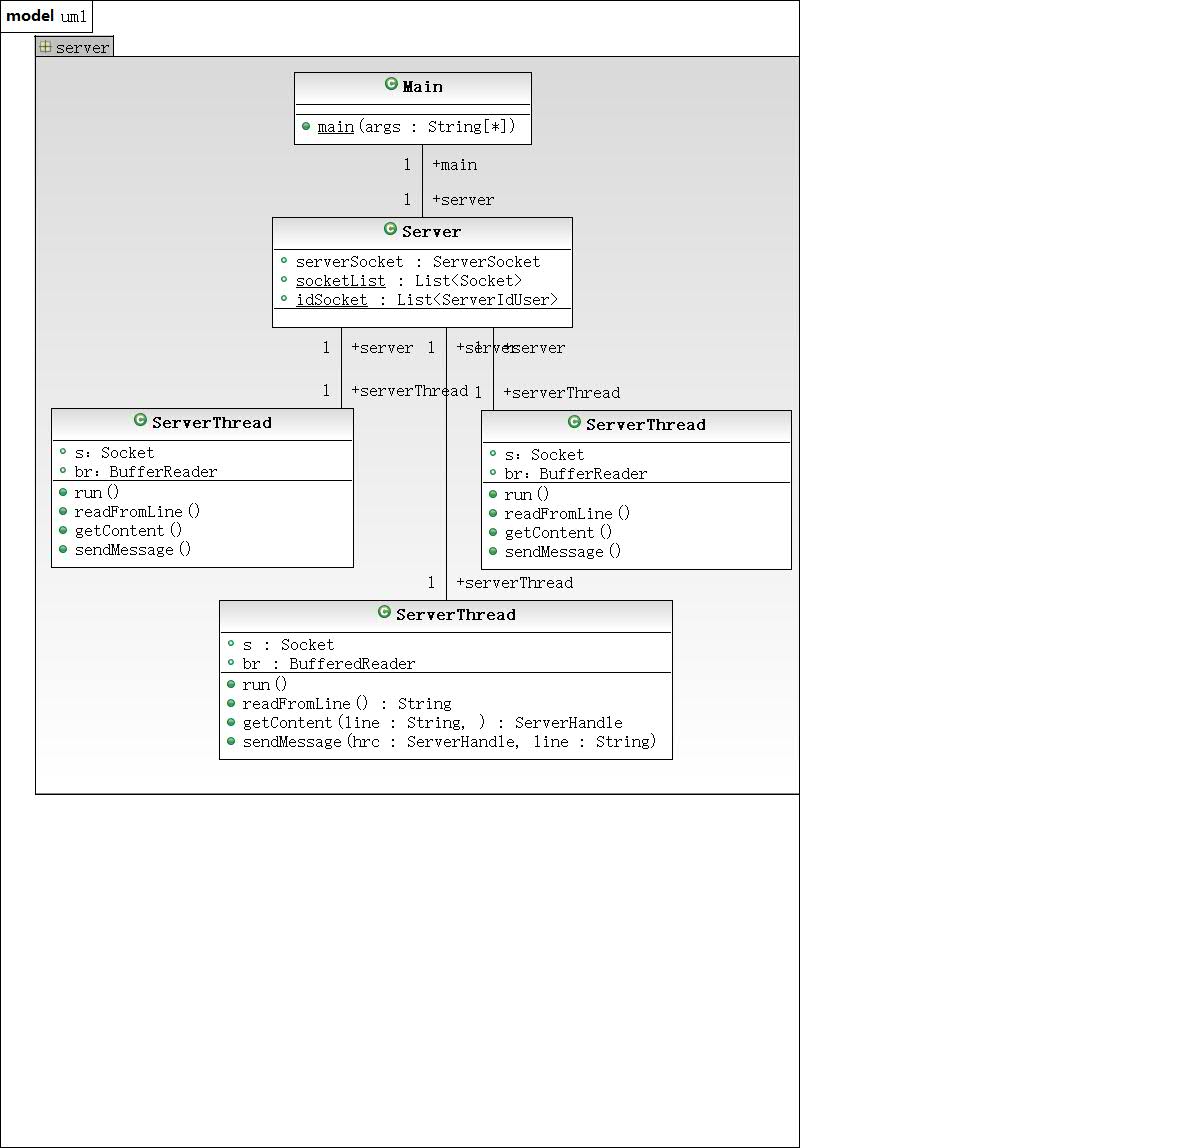 model um1
server
Main
main(args : String[*])
1 +main
1 +server
Server
serverSocket : ServerSocket
socketList : List<Socket>
idSocket : List<ServerIdUser>
1 +server
1 +server
1 +server
1 +serverThread
1 +serverThread
ServerThread
s: Socket
br: BufferReader
run()
readFromLine()
getContent()
sendMessage()
ServerThread
s: Socket
br: BufferReader
run()
readFromLine()
getContent()
sendMessage()
1 +serverThread
ServerThread
s : Socket
br : BufferedReader
run()
readFromLine() : String
getContent(line : String, ) : ServerHandle
sendMessage(hrc : ServerHandle, line : String)